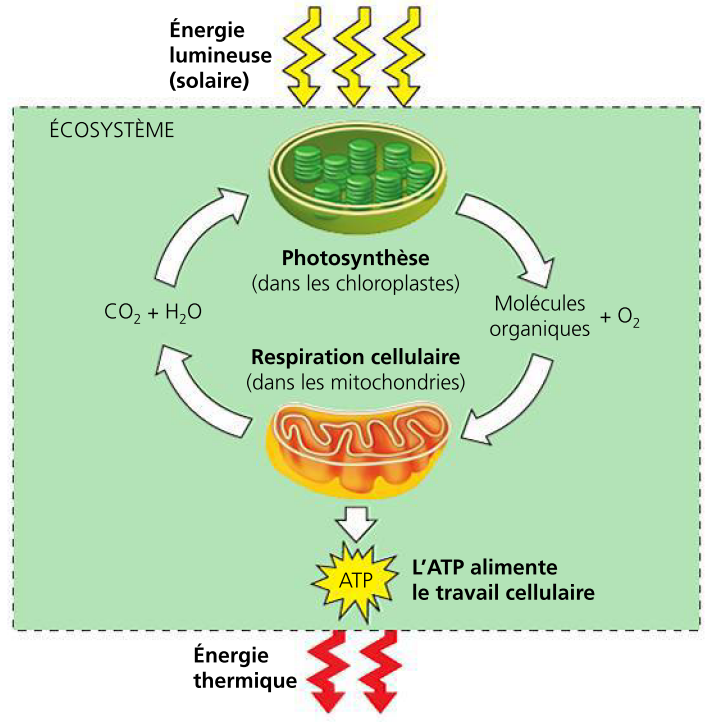 Énergie
lumineuse
(solaire)
ÉCOSYSTÈME
Photosynthèse
(dans les chloroplastes)
CO₂ + H₂O
Molécules
organiques + O₂
Respiration cellulaire
(dans les mitochondries)
ATP
L’ATP alimente
le travail cellulaire
Énergie
thermique